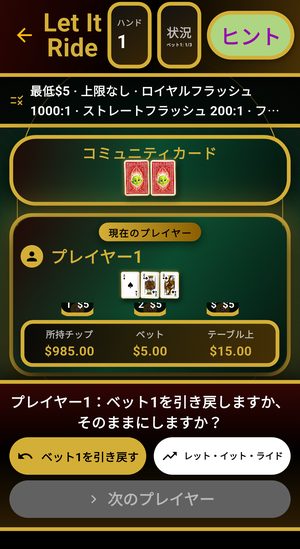 Let It
Ride
ハンド
1
状況
ベット1: 1/3
ヒント
最低$5 · 上限なし · ロイヤルフラッシュ
1000:1 · ストレートフラッシュ 200:1 · フ…
コミュニティカード
現在のプレイヤー
プレイヤー1
1 $5
2 $5
$ $5
所持チップ
ベット
テーブル上
$985.00
$5.00
$15.00
プレイヤー1：ベット1を引き戻しますか、
そのままにしますか？
ベット1を引き戻す
レット・イット・ライド
次のプレイヤー